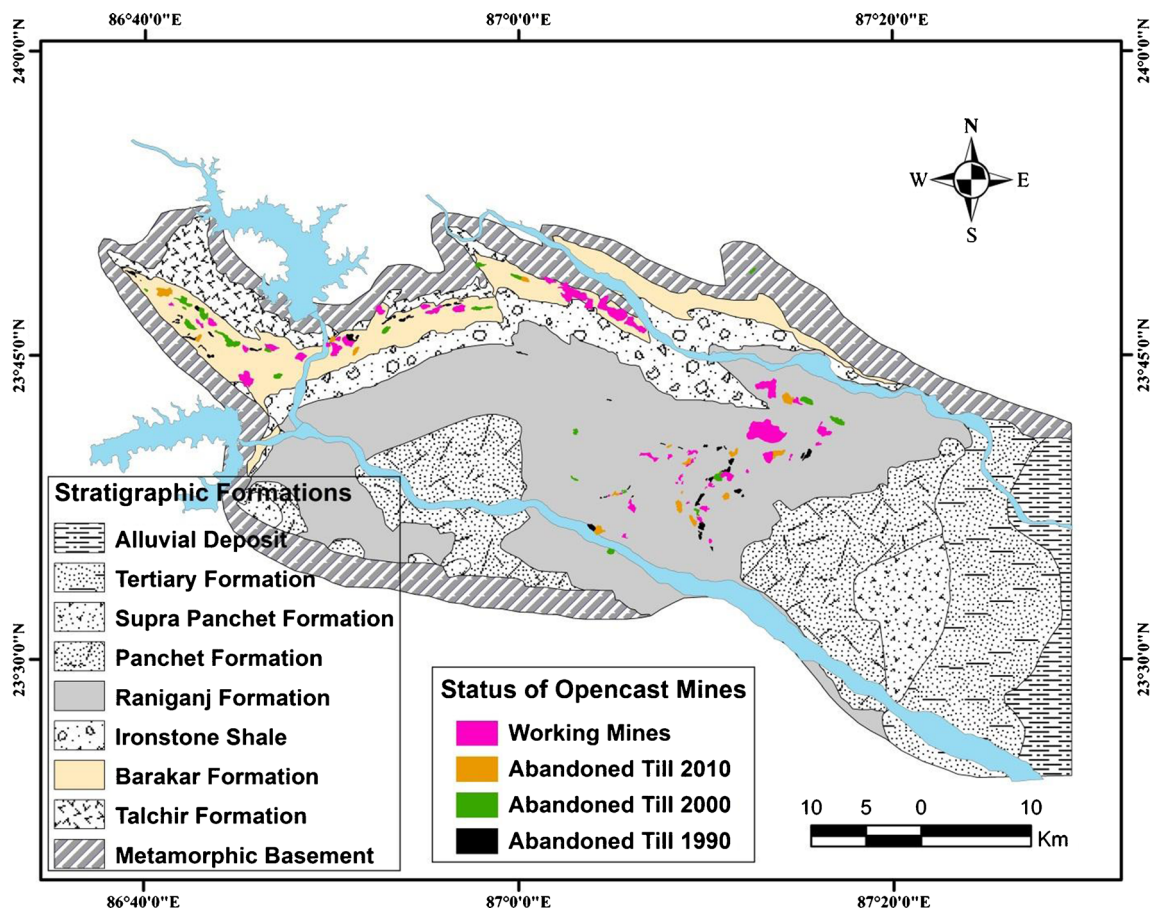 86°40'0"E 87°0'0"E 87°20'0"E
24°0'0"N 24°0'0"N
N
W E
S
23°45'0"N 23°45'0"N
Stratigraphic Formations
Alluvial Deposit
Tertiary Formation
Supra Panchet Formation
Panchet Formation
Raniganj Formation
Ironstone Shale
Barakar Formation
Talchir Formation
Metamorphic Basement
23°30'0"N 23°30'0"N
Status of Opencast Mines
Working Mines
Abandoned Till 2010
Abandoned Till 2000
Abandoned Till 1990
10 5 0 10
Km
86°40'0"E 87°0'0"E 87°20'0"E